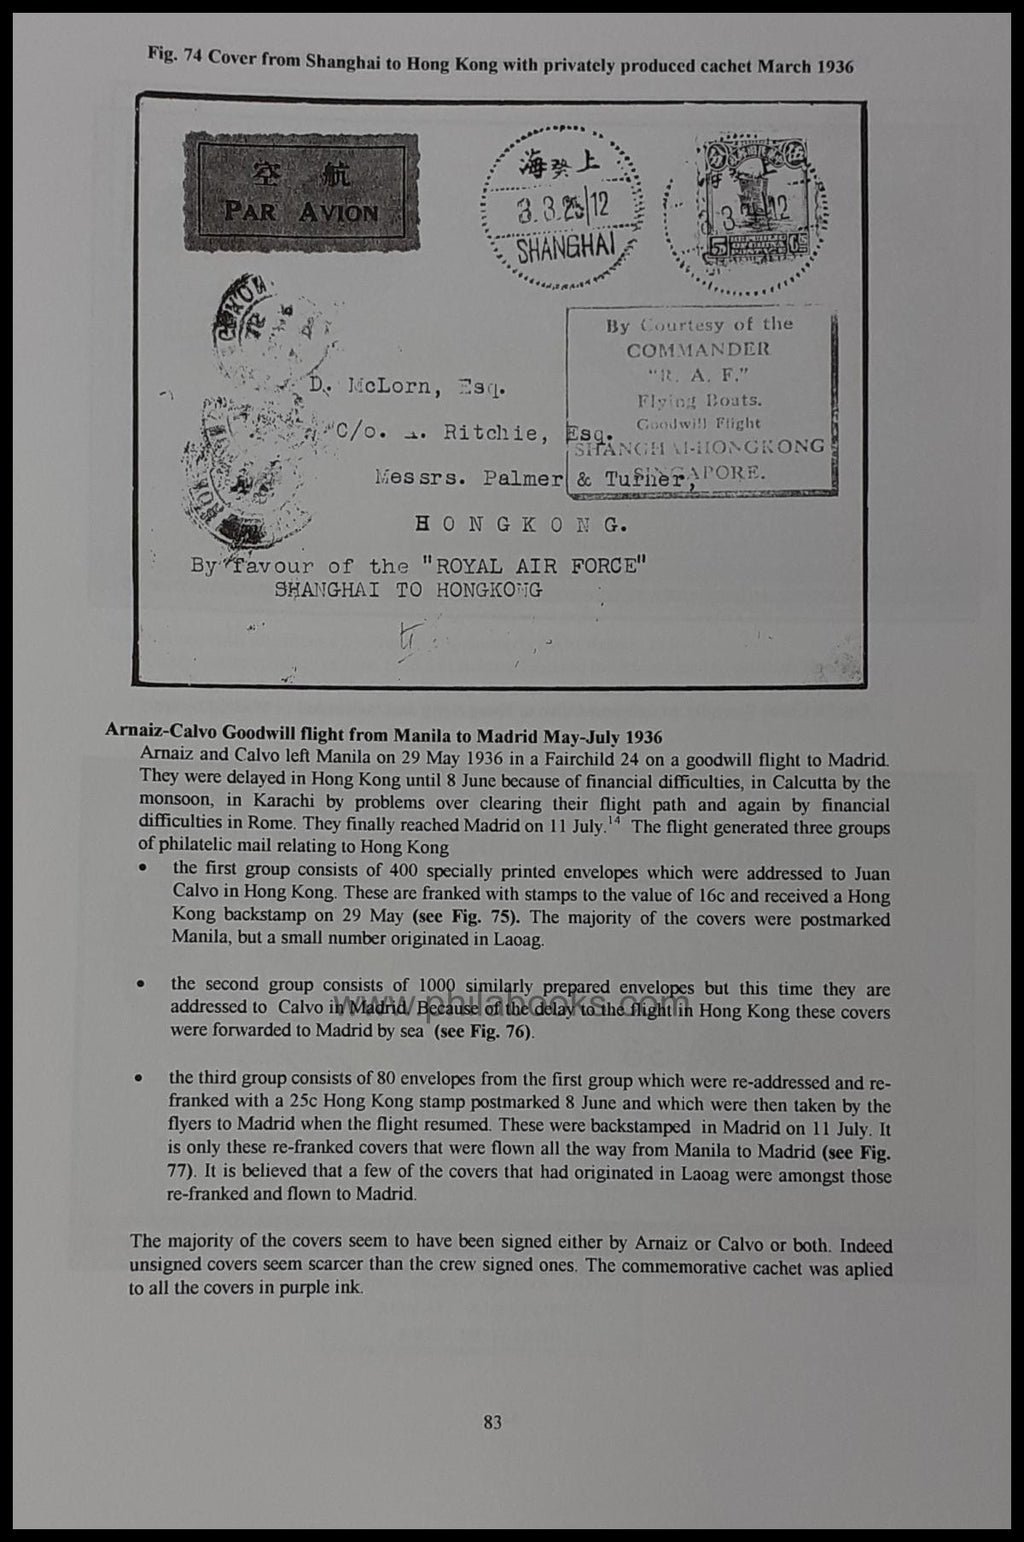 Fig. 74 Cover from Shanghai to Hong Kong with privately produced cachet March 1936
空 航
PAR AVION
海 癸 上
3.3.25 12
SHANGHAI
5
By Courtesy of the
COMMANDER
"R. A. F."
Flying Boats.
Goodwill Flight
SHANGHAI-HONGKONG
SINGAPORE.
D. McLorn, Esq.
C/o. Ritchie, Esq.
Messrs. Palmer & Turner,
HONGKONG.
By favour of the "ROYAL AIR FORCE"
SHANGHAI TO HONGKONG
Arnaiz-Calvo Goodwill flight from Manila to Madrid May-July 1936
Arnaiz and Calvo left Manila on 29 May 1936 in a Fairchild 24 on a goodwill flight to Madrid.
They were delayed in Hong Kong until 8 June because of financial difficulties, in Calcutta by the
monsoon, in Karachi by problems over clearing their flight path and again by financial
difficulties in Rome. They finally reached Madrid on 11 July.14 The flight generated three groups
of philatelic mail relating to Hong Kong
• the first group consists of 400 specially printed envelopes which were addressed to Juan
Calvo in Hong Kong. These are franked with stamps to the value of 16c and received a Hong
Kong backstamp on 29 May (see Fig. 75). The majority of the covers were postmarked
Manila, but a small number originated in Laoag.
• the second group consists of 1000 similarly prepared envelopes but this time they are
addressed to Calvo in Madrid. Because of the delay to the flight in Hong Kong these covers
were forwarded to Madrid by sea (see Fig. 76).
www.philabooks.com
• the third group consists of 80 envelopes from the first group which were re-addressed and re-
franked with a 25c Hong Kong stamp postmarked 8 June and which were then taken by the
flyers to Madrid when the flight resumed. These were backstamped in Madrid on 11 July. It
is only these re-franked covers that were flown all the way from Manila to Madrid (see Fig.
77). It is believed that a few of the covers that had originated in Laoag were amongst those
re-franked and flown to Madrid.
The majority of the covers seem to have been signed either by Arnaiz or Calvo or both. Indeed
unsigned covers seem scarcer than the crew signed ones. The commemorative cachet was aplied
to all the covers in purple ink.
83